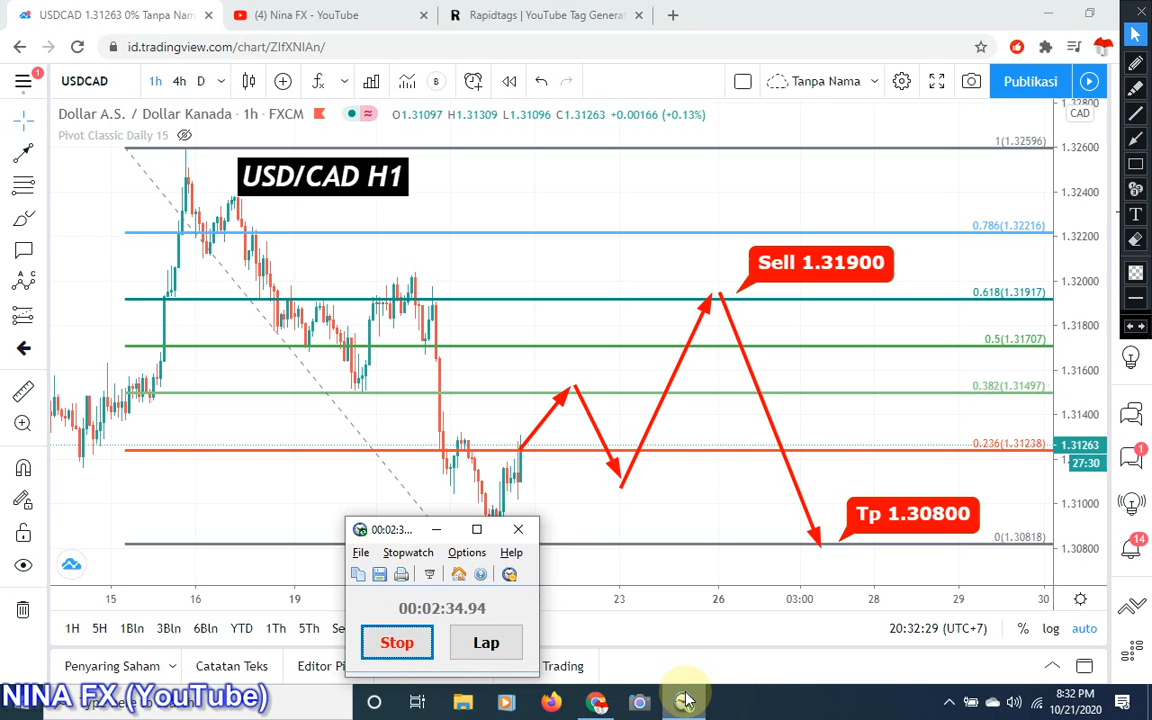 USDCAD 1.31263 0% Tanpa Nam
(4) Nina FX - YouTube
Rapidtags | YouTube Tag Generat
id.tradingview.com/chart/ZIfXNIAn/
1
USDCAD
1h 4h D
B
Tanpa Nama
Publikasi
Dollar A.S. / Dollar Kanada · 1h · FXCM
O1.31097 H1.31309 L1.31096 C1.31263 +0.00166 (+0.13%)
Pivot Classic Daily 15
USD/CAD H1
1(1.32596)
0.786(1.32216)
0.618(1.31917)
0.5(1.31707)
0.382(1.31497)
0.236(1.31238)
0(1.30818)
Sell 1.31900
Tp 1.30800
1.32800
CAD
1.32600
1.32400
1.32200
1.32000
1.31800
1.31600
1.31400
1.31263
27:30
1.31000
1.30800
15 16 19 23 26 03:00 28 29 30
00:02:3...
File Stopwatch Options Help
00:02:34.94
Stop Lap
1H 5H 1Bln 3Bln 6Bln YTD 1Th 5Th
20:32:29 (UTC+7) % log auto
Penyaring Saham Catatan Teks Editor Trading
NINA FX (YouTube)
8:32 PM
10/21/2020
T
1
14